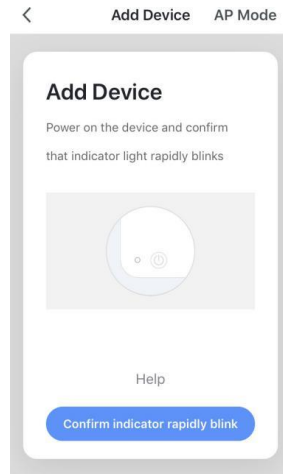 Add Device AP Mode
Add Device
Power on the device and confirm
that indicator light rapidly blinks
Help
Confirm indicator rapidly blink